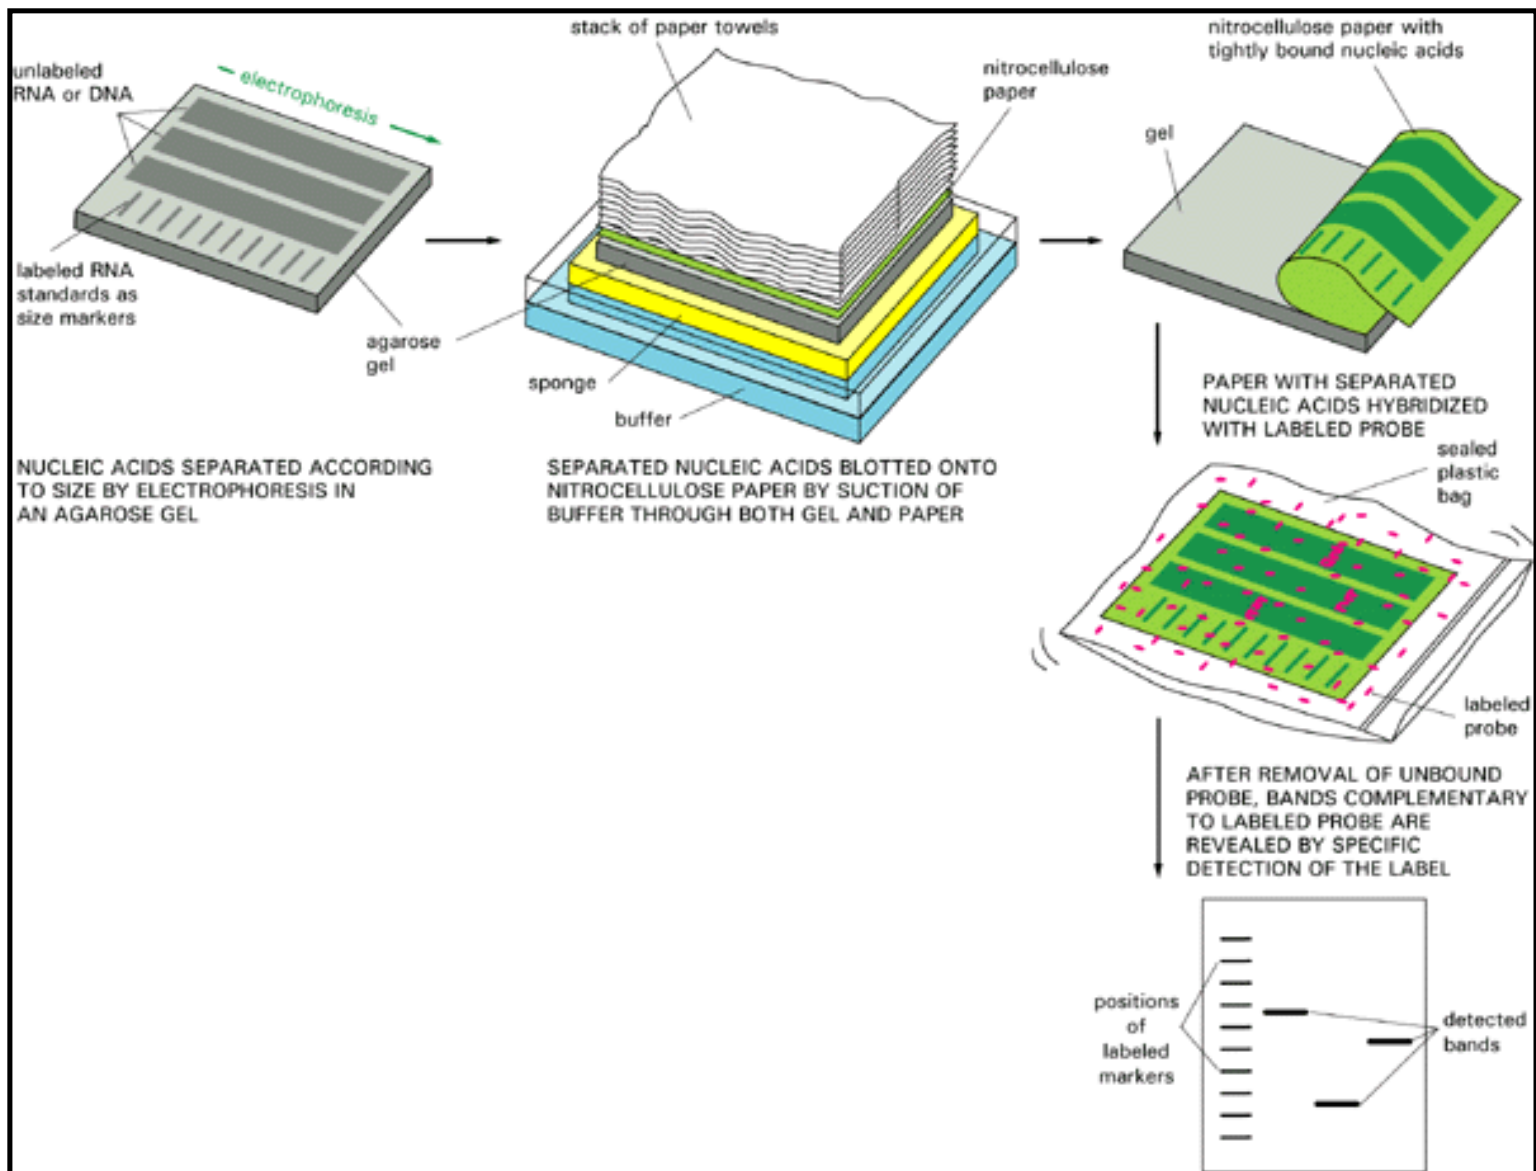 unlabeled
RNA or DNA
electrophoresis
labeled RNA
standards as
size markers
agarose
gel
NUCLEIC ACIDS SEPARATED ACCORDING
TO SIZE BY ELECTROPHORESIS IN
AN AGAROSE GEL
stack of paper towels
nitrocellulose
paper
sponge
buffer
SEPARATED NUCLEIC ACIDS BLOTTED ONTO
NITROCELLULOSE PAPER BY SUCTION OF
BUFFER THROUGH BOTH GEL AND PAPER
nitrocellulose paper with
tightly bound nucleic acids
gel
PAPER WITH SEPARATED
NUCLEIC ACIDS HYBRIDIZED
WITH LABELED PROBE
sealed
plastic
bag
labeled
probe
AFTER REMOVAL OF UNBOUND
PROBE, BANDS COMPLEMENTARY
TO LABELED PROBE ARE
REVEALED BY SPECIFIC
DETECTION OF THE LABEL
positions
of
labeled
markers
detected
bands